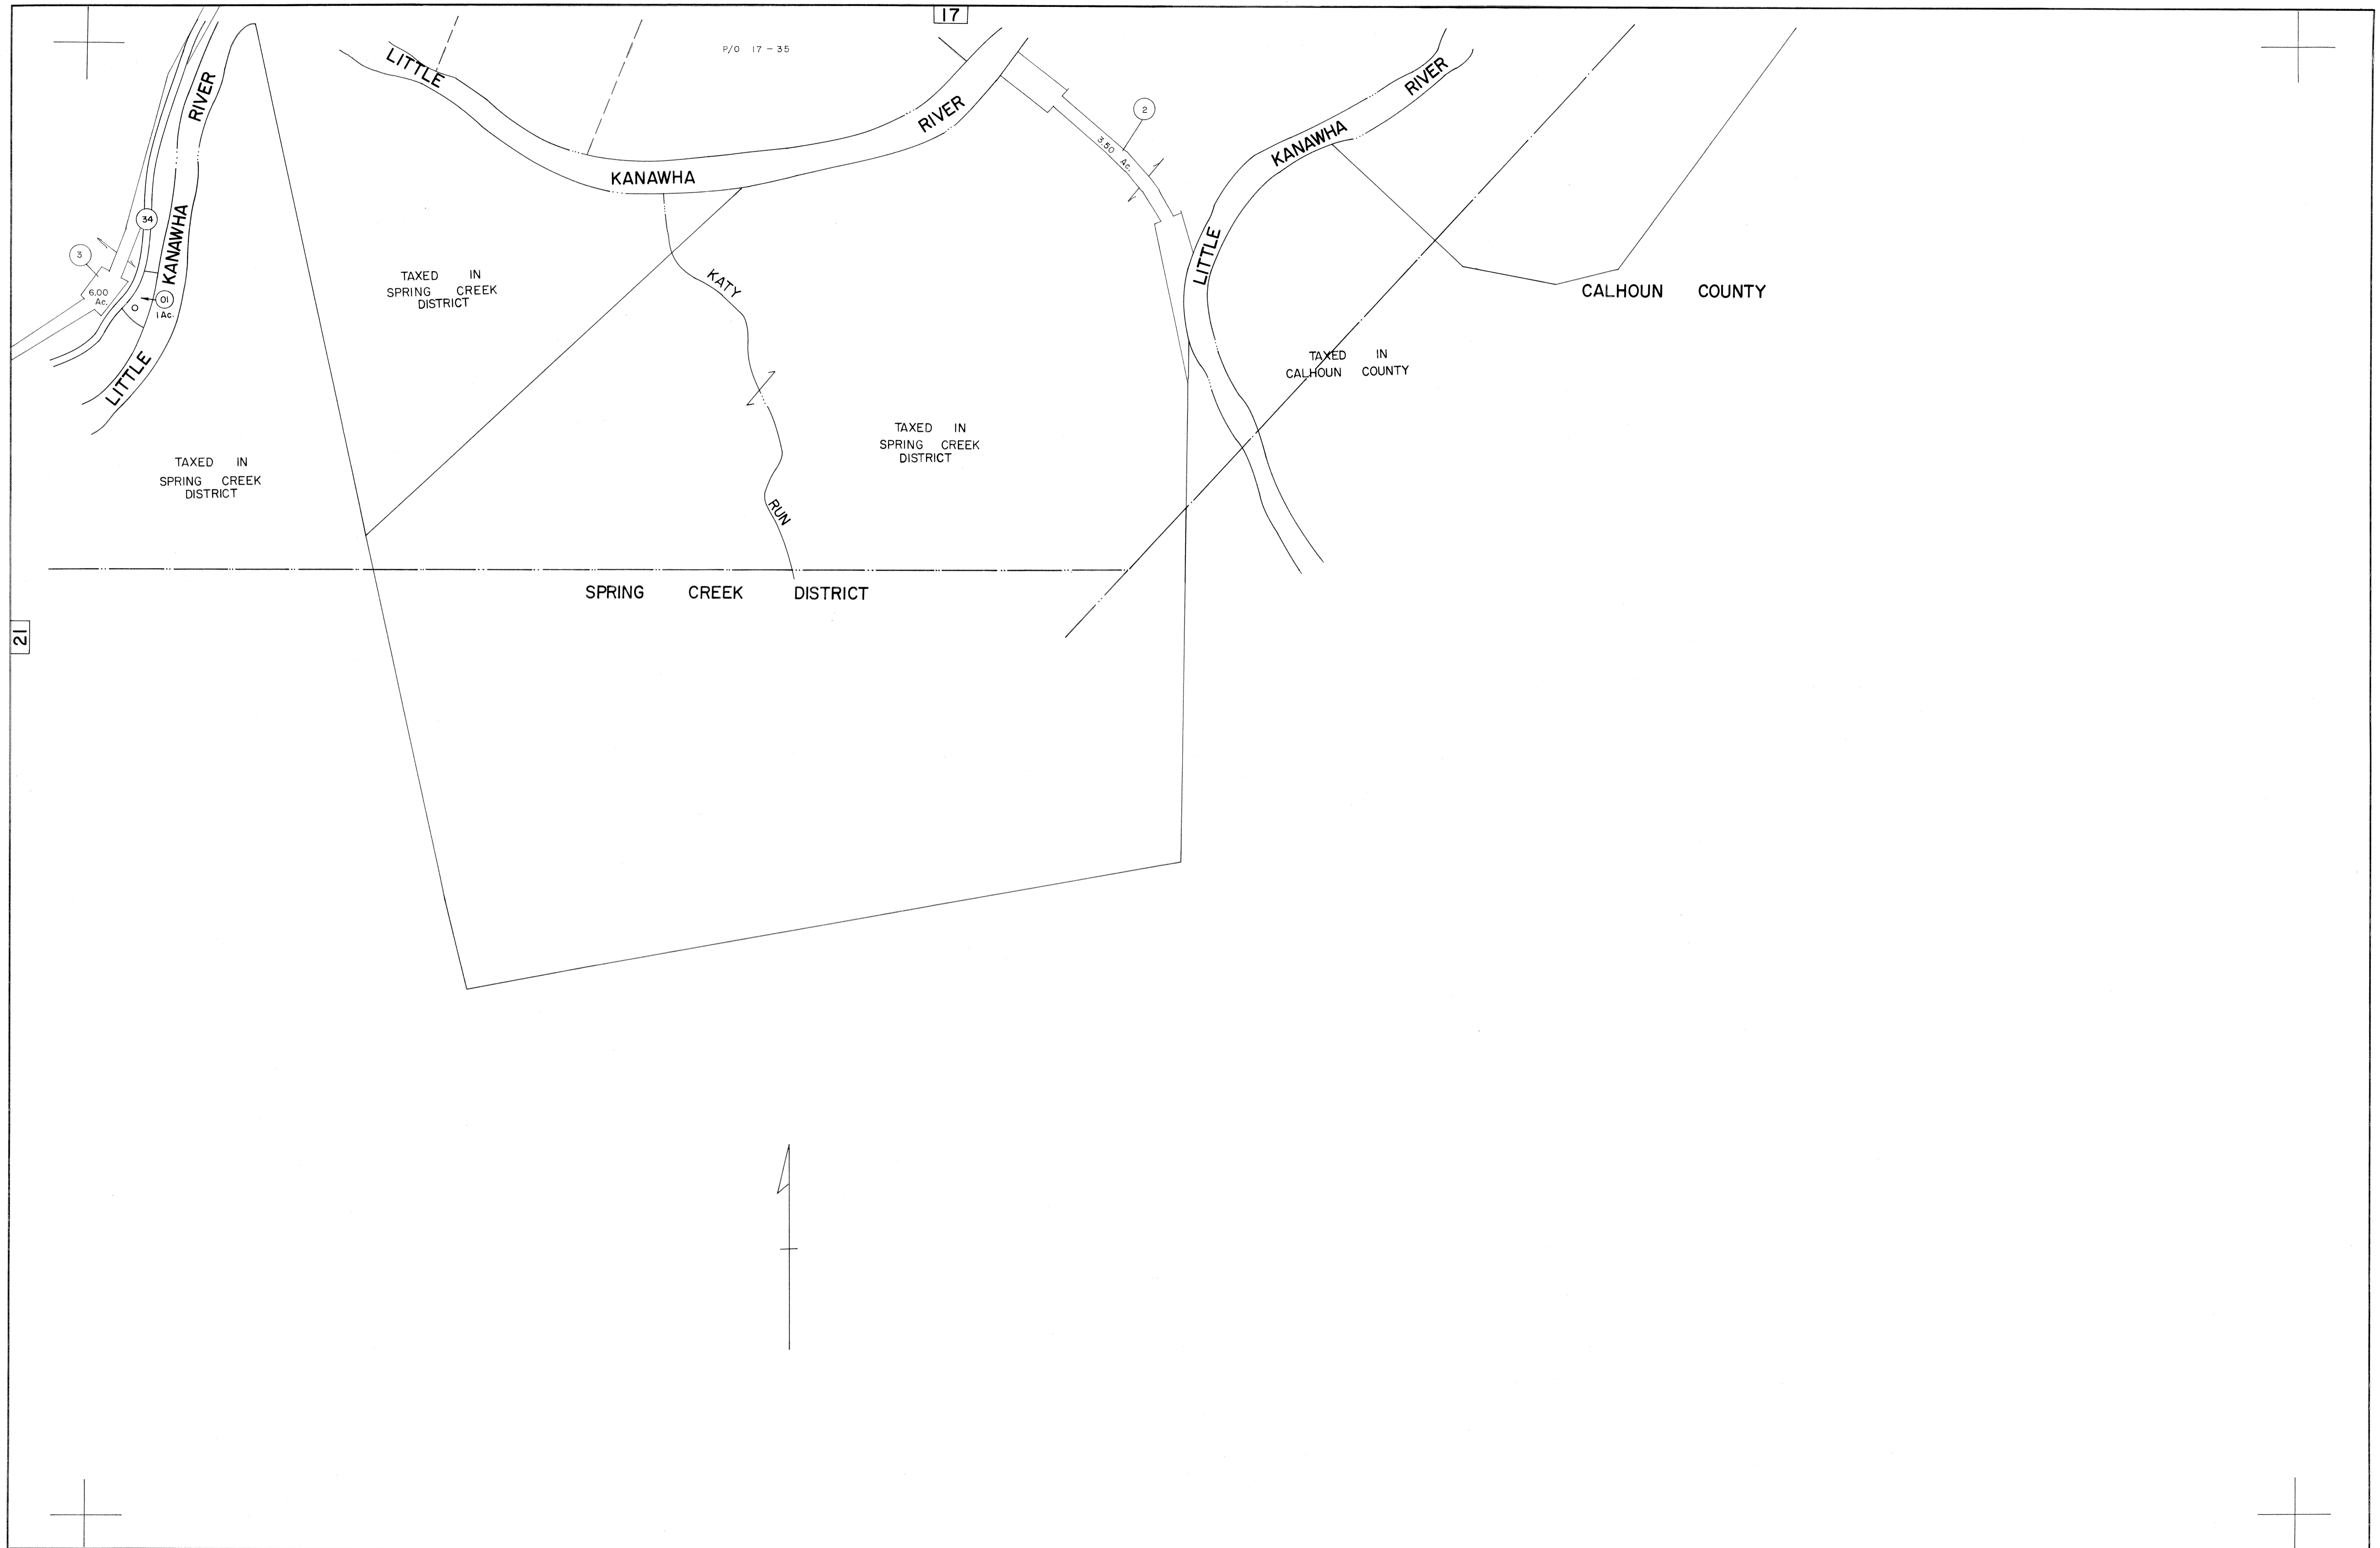 17
P/O 17-35
LITTLE KANAWHA RIVER
LITTLE KANAWHA RIVER
LITTLE KANAWHA RIVER
2
3.50 Ac.
34
3
6.00
Ac.
01
1 Ac.
TAXED IN
SPRING CREEK
DISTRICT
KATY RUN
CALHOUN COUNTY
TAXED IN
CALHOUN COUNTY
TAXED IN
SPRING CREEK
DISTRICT
TAXED IN
SPRING CREEK
DISTRICT
SPRING CREEK DISTRICT
21